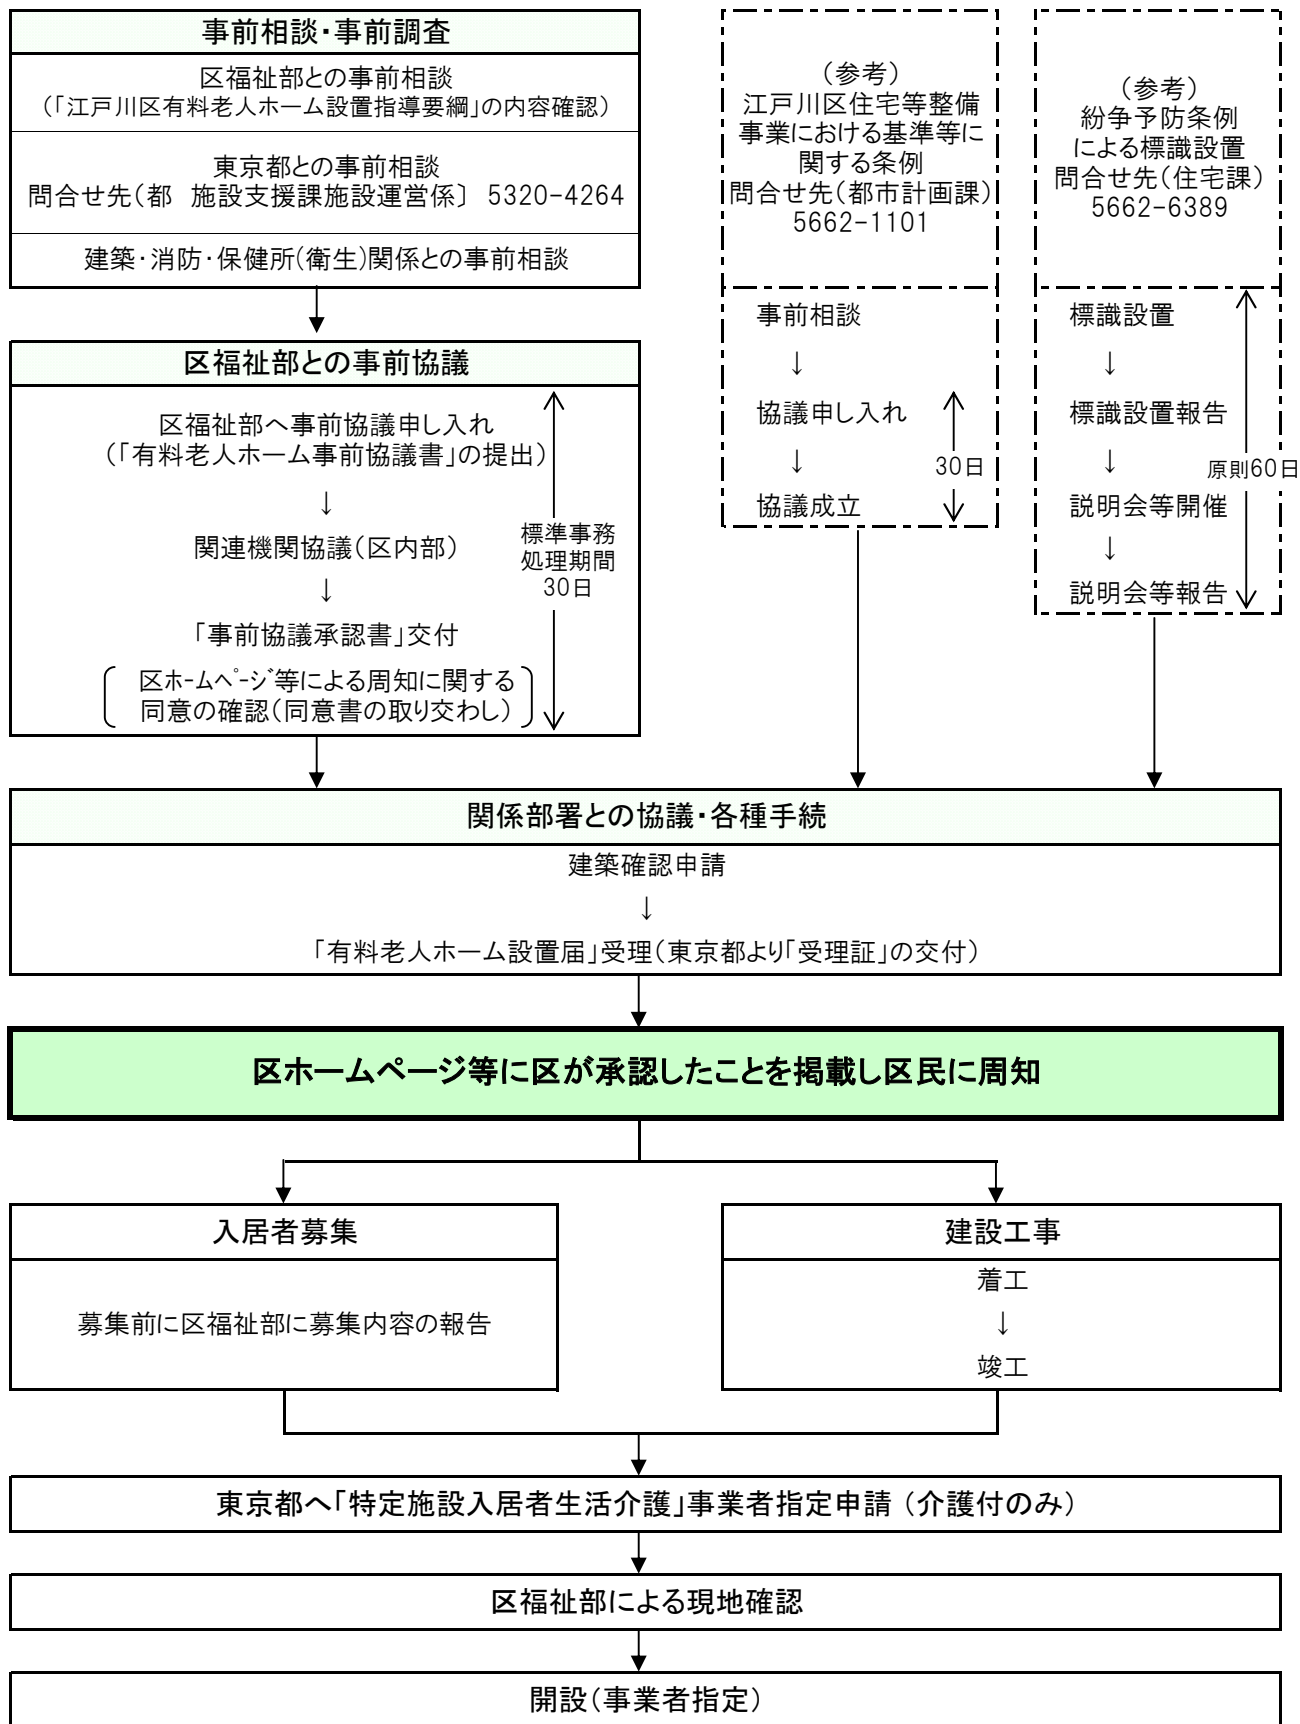 事前相談・事前調査
区福祉部との事前相談
（「江戸川区有料老人ホーム設置指導要綱」の内容確認）
東京都との事前相談
問合せ先（都　施設支援課施設運営係〕 5320-4264
建築・消防・保健所(衛生)関係との事前相談
（参考）
江戸川区住宅等整備
事業における基準等に
関する条例
問合せ先（都市計画課）
5662-1101
事前相談
↓
協議申し入れ
↓
協議成立
30日
（参考）
紛争予防条例
による標識設置
問合せ先（住宅課）
5662-6389
標識設置
↓
標識設置報告
↓
説明会等開催
↓
説明会等報告
原則60日
区福祉部との事前協議
区福祉部へ事前協議申し入れ
（「有料老人ホーム事前協議書」の提出）
↓
関連機関協議（区内部）
↓
「事前協議承認書」交付
区ﾎｰﾑﾍﾟｰｼﾞ等による周知に関する
同意の確認（同意書の取り交わし）
標準事務
処理期間
30日
関係部署との協議・各種手続
建築確認申請
↓
「有料老人ホーム設置届」受理（東京都より「受理証」の交付）
区ホームページ等に区が承認したことを掲載し区民に周知
入居者募集
募集前に区福祉部に募集内容の報告
建設工事
着工
↓
竣工
東京都へ「特定施設入居者生活介護」事業者指定申請 （介護付のみ）
区福祉部による現地確認
開設（事業者指定）